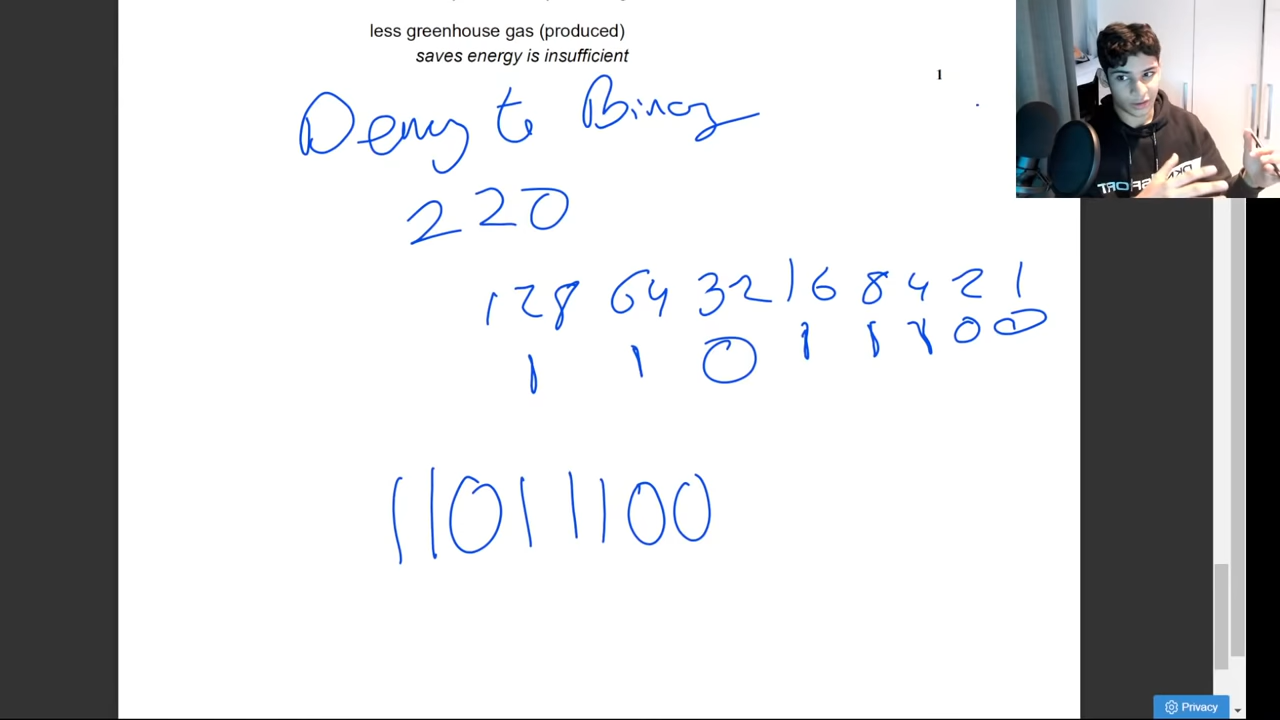 less greenhouse gas (produced)
saves energy is insufficient
1
Denary to Binary
220
128 64 32 16 8 4 2 1
1 1 0 1 1 1 0 0
11011100
Privacy